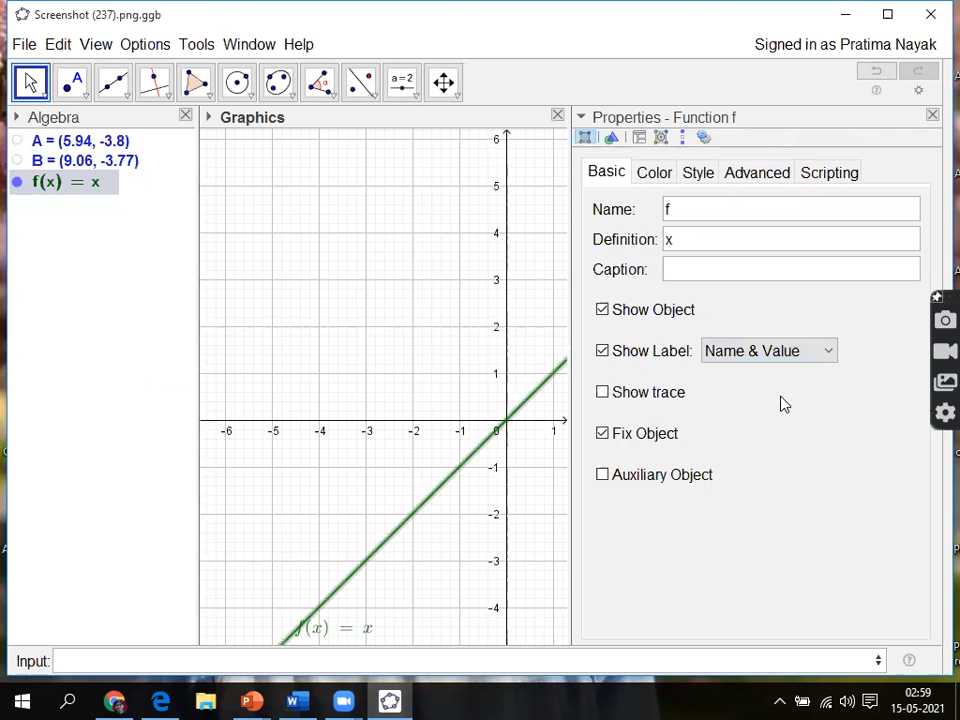 Screenshot (237).png.ggb
File Edit View Options Tools Window Help
Signed in as Pratima Nayak
A
α
a=2
Algebra
Graphics
Properties - Function f
A = (5.94, -3.8)
B = (9.06, -3.77)
f(x) = x
6
5
4
3
2
1
-6 -5 -4 -3 -2 -1 0 1
-1
-2
-3
-4
f(x) = x
Basic Color Style Advanced Scripting
Name: f
Definition: x
Caption:
Show Object
Show Label: Name & Value
Show trace
Fix Object
Auxiliary Object
Input:
02:59
15-05-2021